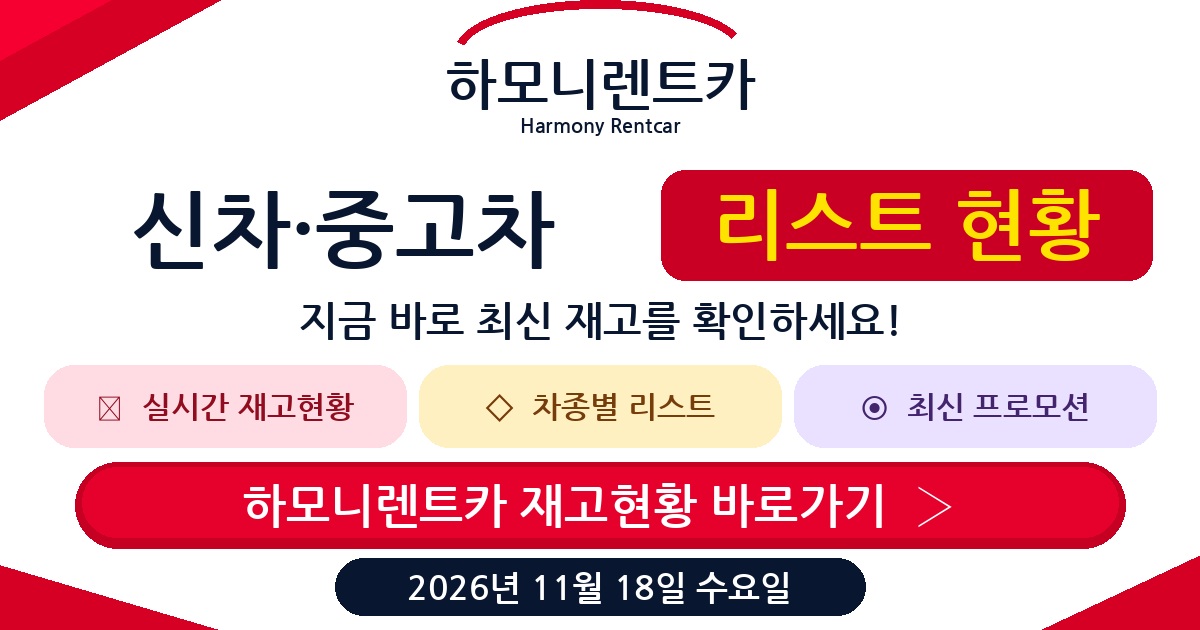 하모니렌트카
Harmony Rentcar
신차·중고차 리스트 현황
지금 바로 최신 재고를 확인하세요!
실시간 재고현황
◇ 차종별 리스트
◉ 최신 프로모션
하모니렌트카 재고현황 바로가기 >
2026년 11월 18일 수요일